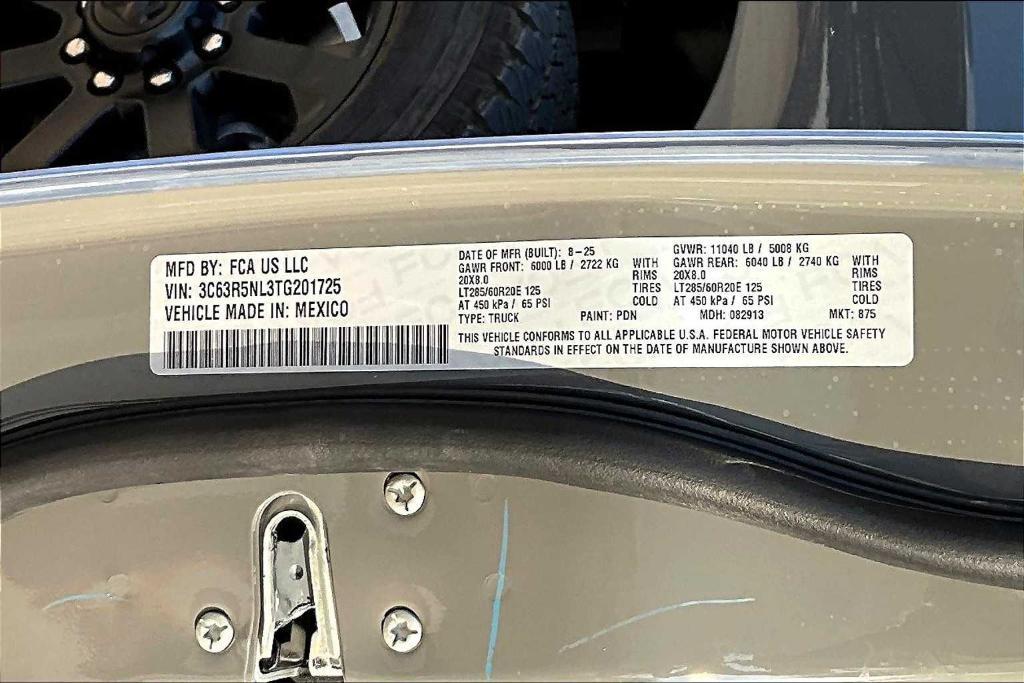 MFD BY: FCA US LLC
VIN: 3C63R5NL3TG201725
VEHICLE MADE IN: MEXICO
DATE OF MFR (BUILT): 8-25
GAWR FRONT: 6000 LB / 2722 KG WITH
20X8.0 RIMS
LT285/60R20E 125 TIRES
AT 450 kPa / 65 PSI COLD
GVWR: 11040 LB / 5008 KG
GAWR REAR: 6040 LB / 2740 KG WITH
20X8.0 RIMS
LT285/60R20E 125 TIRES
AT 450 kPa / 65 PSI COLD
TYPE: TRUCK PAINT: PDN MDH: 082913 MKT: 875
THIS VEHICLE CONFORMS TO ALL APPLICABLE U.S.A. FEDERAL MOTOR VEHICLE SAFETY
STANDARDS IN EFFECT ON THE DATE OF MANUFACTURE SHOWN ABOVE.